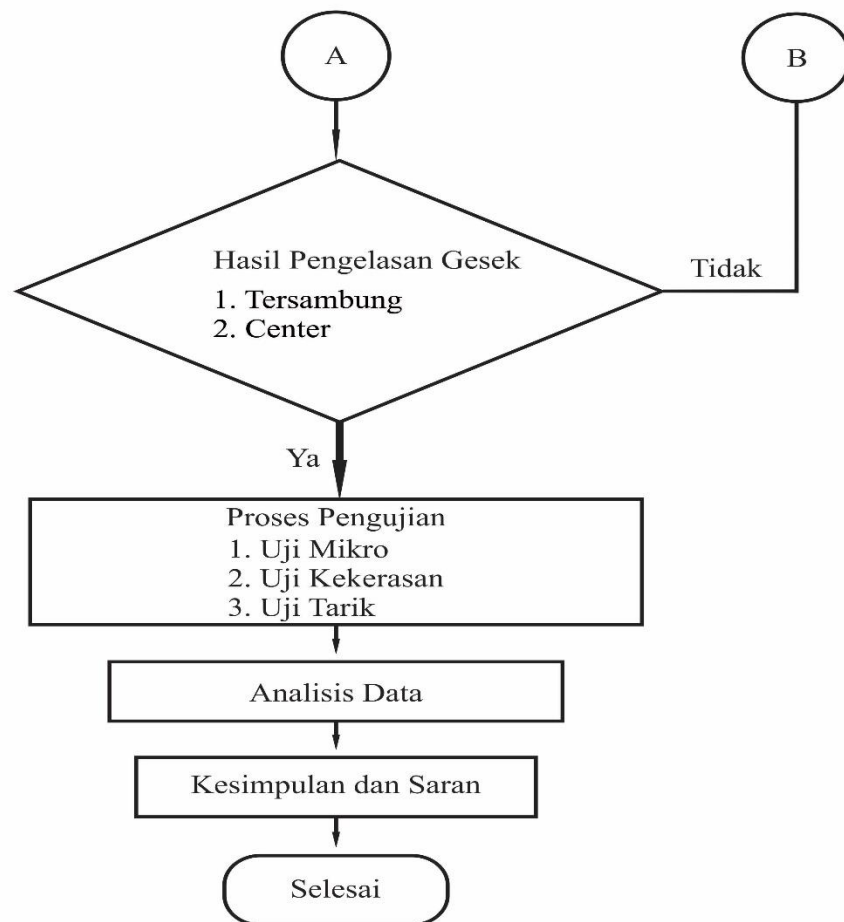 A
B
Hasil Pengelasan Gesek
1. Tersambung
2. Center
Tidak
Ya
Proses Pengujian
1. Uji Mikro
2. Uji Kekerasan
3. Uji Tarik
Analisis Data
Kesimpulan dan Saran
Selesai